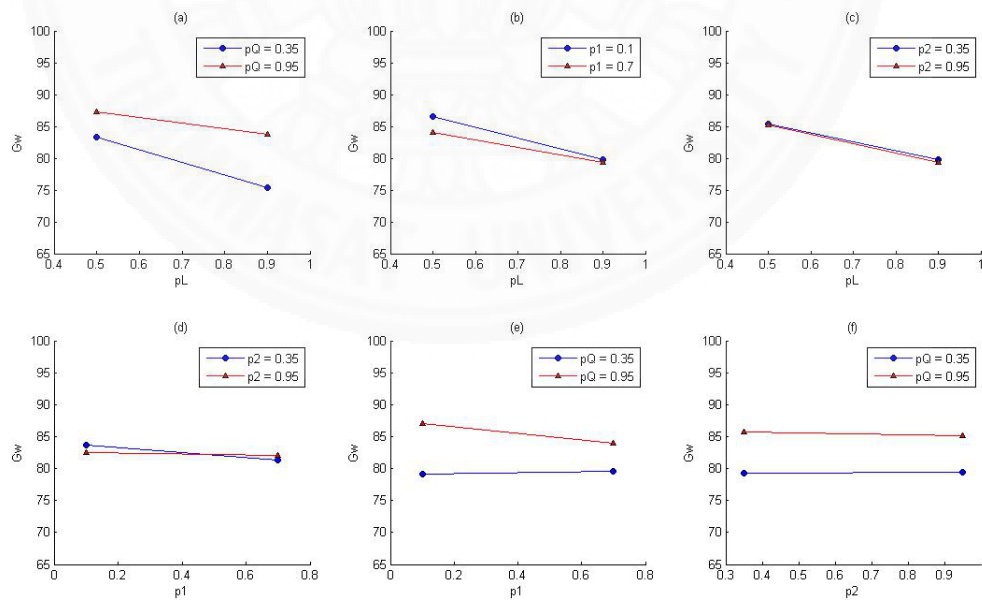 (a)
100
95
90
85
80
75
70
65
Gw
0.4 0.5 0.6 0.7 0.8 0.9 1
pL
pQ = 0.35
pQ = 0.95
(b)
100
95
90
85
80
75
70
65
Gw
0.4 0.5 0.6 0.7 0.8 0.9 1
pL
p1 = 0.1
p1 = 0.7
(c)
100
95
90
85
80
75
70
65
Gw
0.4 0.5 0.6 0.7 0.8 0.9 1
pL
p2 = 0.35
p2 = 0.95
(d)
100
95
90
85
80
75
70
65
Gw
0 0.2 0.4 0.6 0.8
p1
p2 = 0.35
p2 = 0.95
(e)
100
95
90
85
80
75
70
65
Gw
0 0.2 0.4 0.6 0.8
p1
pQ = 0.35
pQ = 0.95
(f)
100
95
90
85
80
75
70
65
Gw
0.3 0.4 0.5 0.6 0.7 0.8 0.9
p2
pQ = 0.35
pQ = 0.95
UNIVERSITY